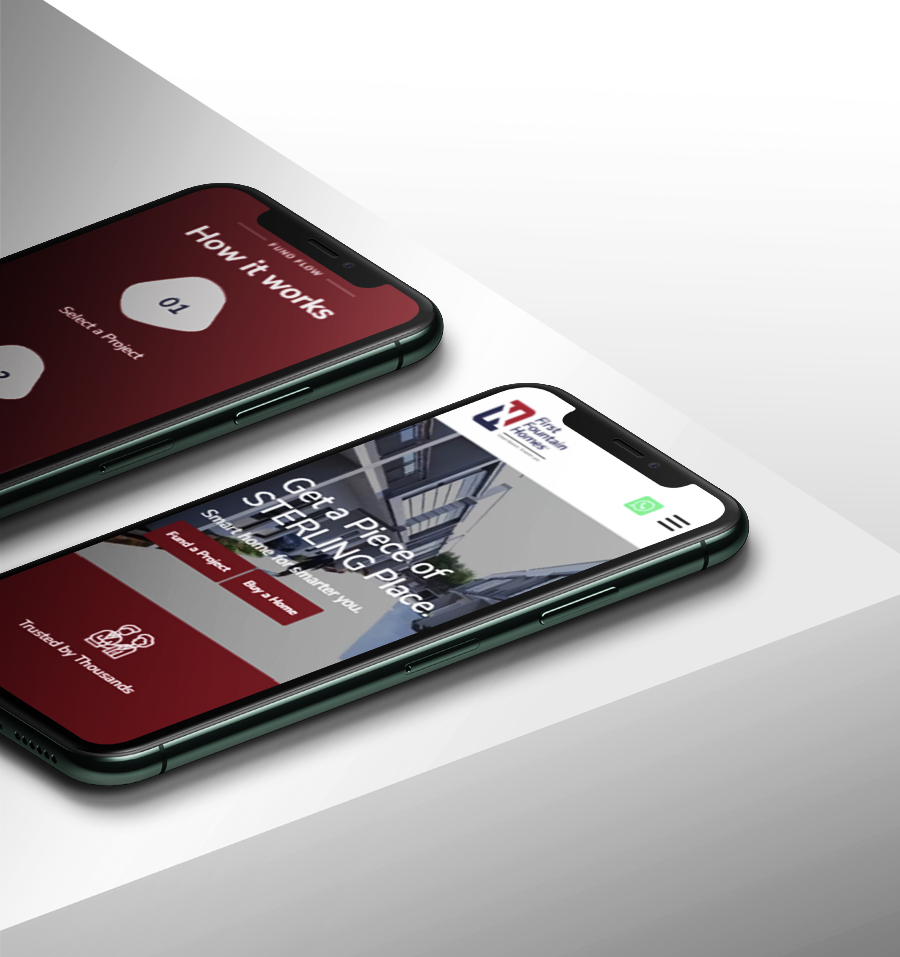 FUND FLOW
How it works
01
Select a Project
First
Fountain
Homes
Get a Piece of
STERLING Place.
Smart home for smarter you.
Fund a Project
Buy a Home
Trusted by Thousands